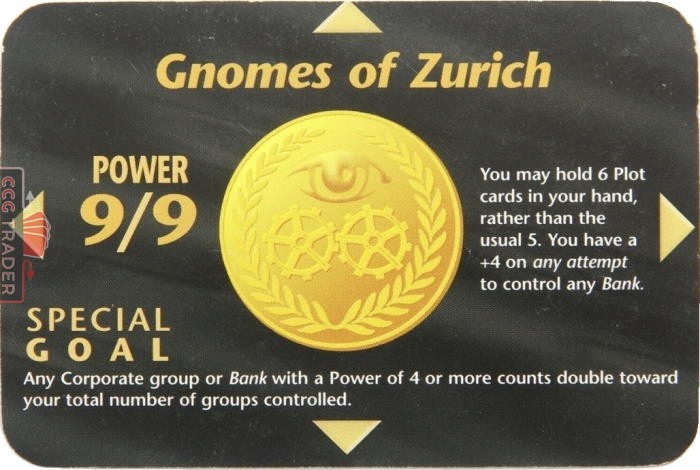 Gnomes of Zurich
POWER
9/9
You may hold 6 Plot
cards in your hand,
rather than the
usual 5. You have a
+4 on any attempt
to control any Bank.
SPECIAL
GOAL
Any Corporate group or Bank with a Power of 4 or more counts double toward
your total number of groups controlled.
CCG TRADER